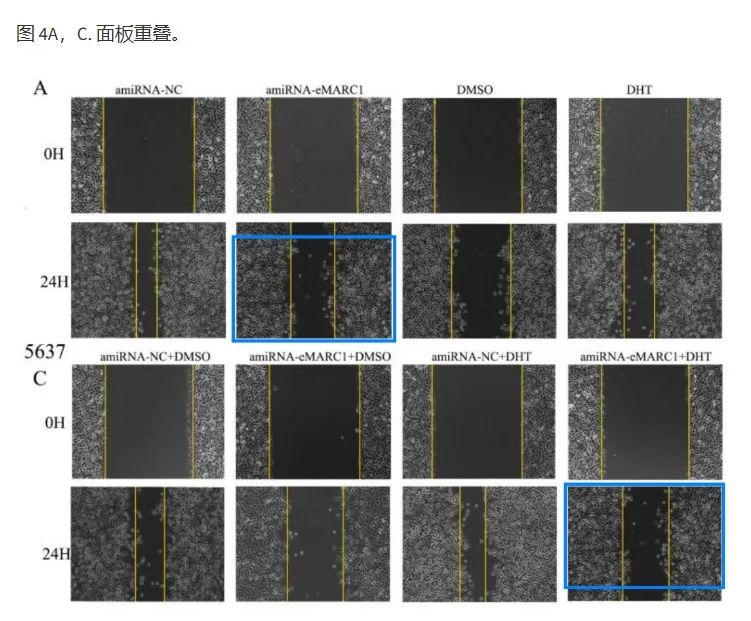 图 4A，C. 面板重叠。
A
amiRNA-NC amiRNA-eMARC1 DMSO DHT
0H
24H
5637
amiRNA-NC+DMSO amiRNA-eMARC1+DMSO amiRNA-NC+DHT amiRNA-eMARC1+DHT
C
0H
24H